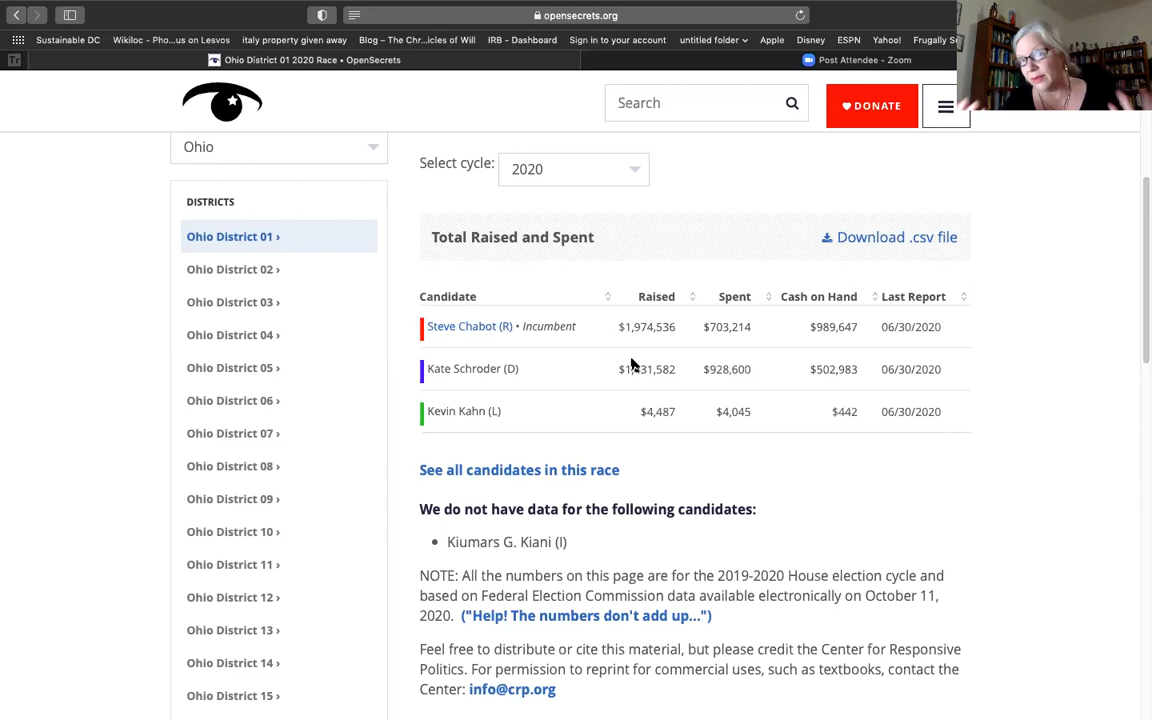 opensecrets.org
Sustainable DC Wikiloc - Pho...us on Lesvos italy property given away Blog – The Chr...icles of Will IRB - Dashboard Sign in to your account untitled folder Apple Disney ESPN Yahoo! Frugally
Tr Ohio District 01 2020 Race • OpenSecrets Post Attendee - Zoom
Search DONATE
Ohio
Select cycle: 2020
DISTRICTS
Ohio District 01 ›
Ohio District 02 ›
Ohio District 03 ›
Ohio District 04 ›
Ohio District 05 ›
Ohio District 06 ›
Ohio District 07 ›
Ohio District 08 ›
Ohio District 09 ›
Ohio District 10 ›
Ohio District 11 ›
Ohio District 12 ›
Ohio District 13 ›
Ohio District 14 ›
Ohio District 15 ›
Total Raised and Spent Download .csv file
Candidate Raised Spent Cash on Hand Last Report
Steve Chabot (R) • Incumbent $1,974,536 $703,214 $989,647 06/30/2020
Kate Schroder (D) $928,600 $502,983 06/30/2020
Kevin Kahn (L) $4,487 $4,045 $442 06/30/2020
See all candidates in this race
We do not have data for the following candidates:
• Kiumars G. Kiani (I)
NOTE: All the numbers on this page are for the 2019-2020 House election cycle and
based on Federal Election Commission data available electronically on October 11,
2020. ("Help! The numbers don't add up...")
Feel free to distribute or cite this material, but please credit the Center for Responsive
Politics. For permission to reprint for commercial uses, such as textbooks, contact the
Center: info@crp.org